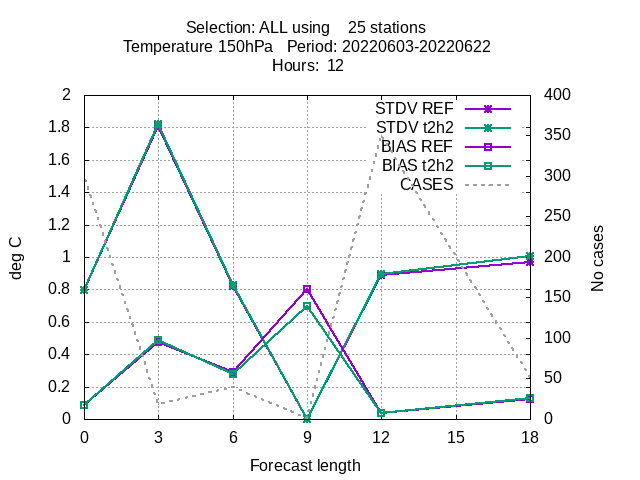 Selection: ALL using 25 stations
Temperature 150hPa Period: 20220603-20220622
Hours: 12
2
1.8
1.6
1.4
1.2
1
0.8
0.6
0.4
0.2
0
deg C
400
350
300
250
200
150
100
50
0
No cases
STDV REF
STDV t2h2
BIAS REF
BIAS t2h2
CASES
0 3 6 9 12 15 18
Forecast length